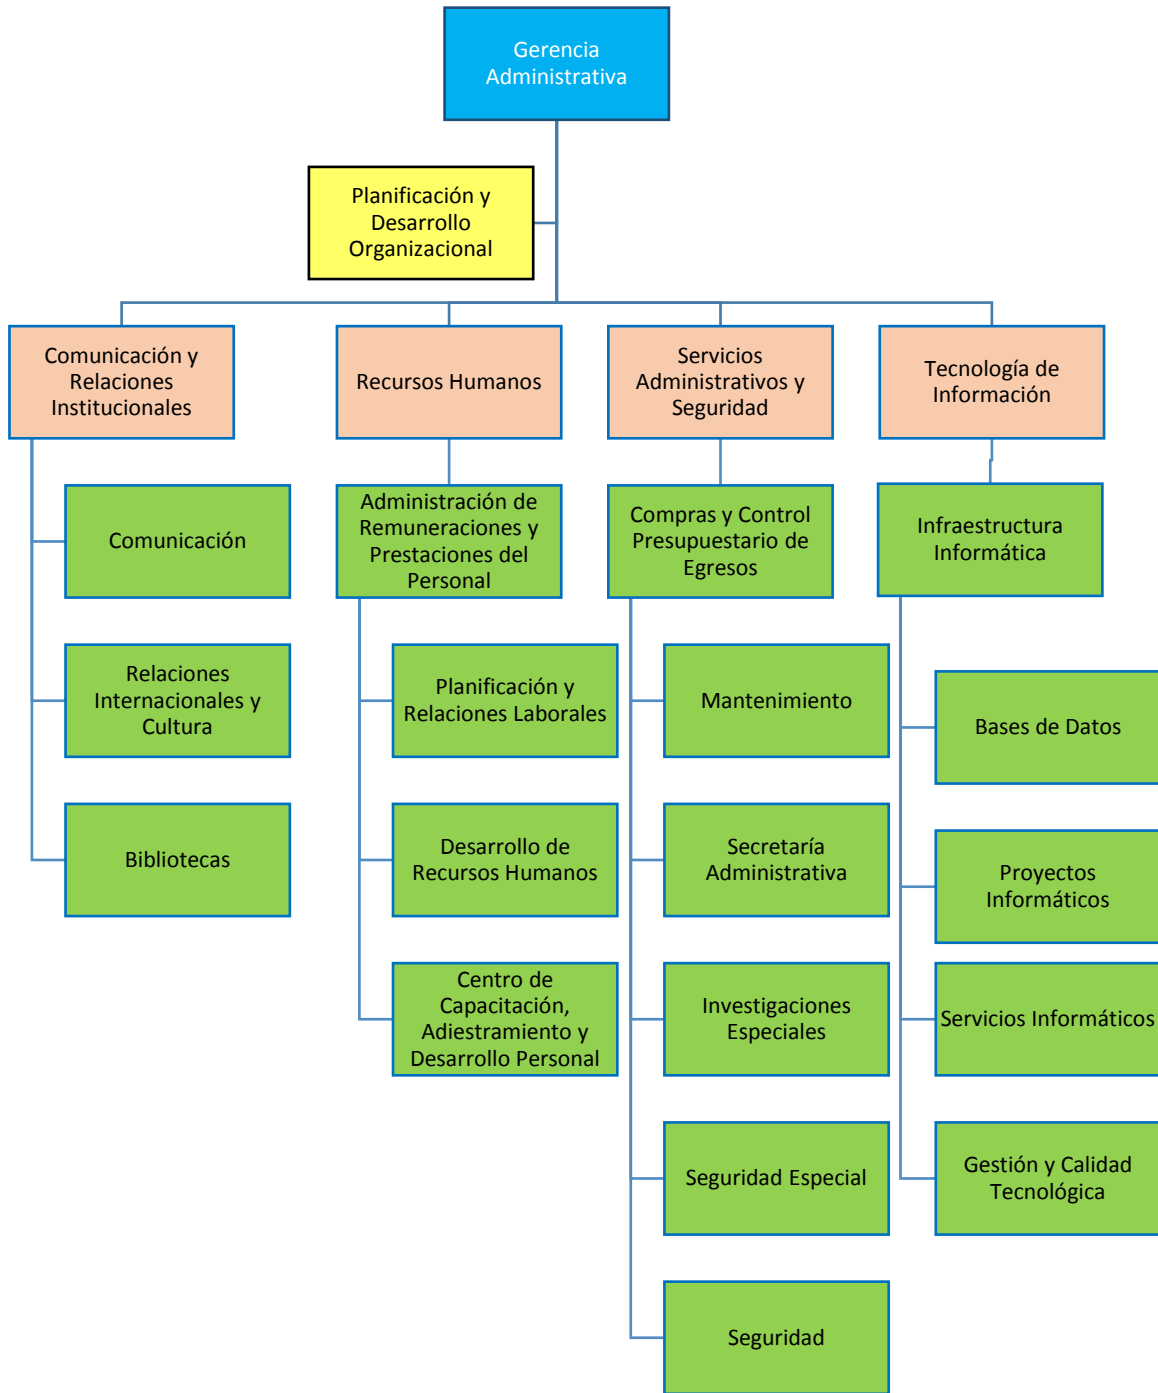 Gerencia
Administrativa
Planificación y
Desarrollo
Organizacional
Comunicación y
Relaciones
Institucionales
Recursos Humanos
Servicios
Administrativos y
Seguridad
Tecnología de
Información
Comunicación
Relaciones
Internacionales y
Cultura
Bibliotecas
Administración de
Remuneraciones y
Prestaciones del
Personal
Planificación y
Relaciones Laborales
Desarrollo de
Recursos Humanos
Centro de
Capacitación,
Adiestramiento y
Desarrollo Personal
Compras y Control
Presupuestario de
Egresos
Mantenimiento
Secretaría
Administrativa
Investigaciones
Especiales
Seguridad Especial
Seguridad
Infraestructura
Informática
Bases de Datos
Proyectos
Informáticos
Servicios Informáticos
Gestión y Calidad
Tecnológica